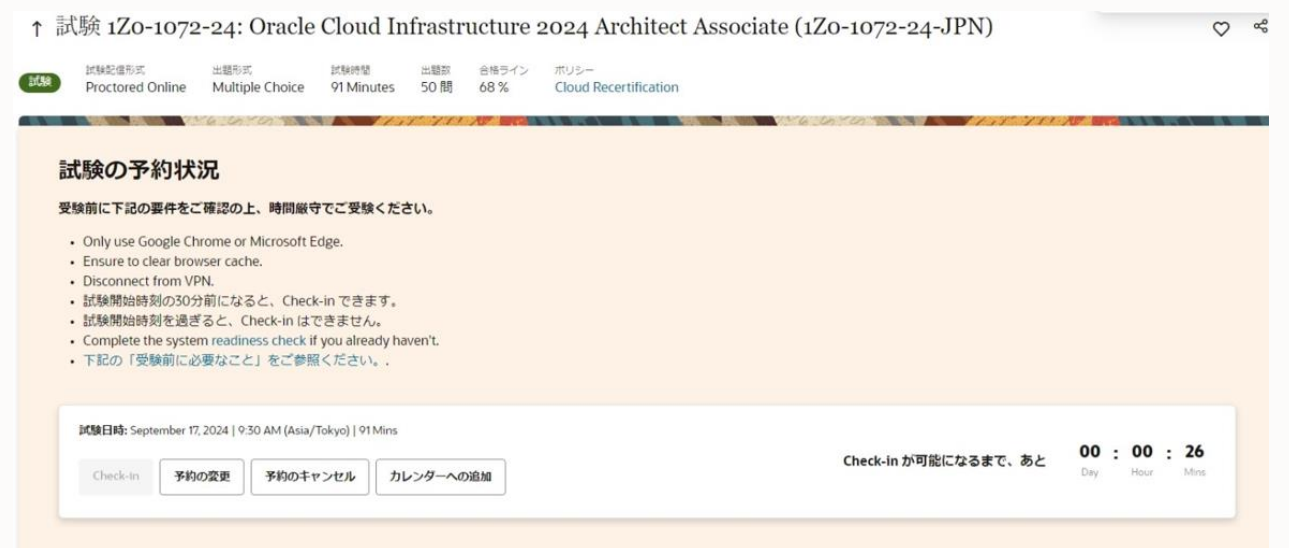 ↑ 試験 1Z0-1072-24: Oracle Cloud Infrastructure 2024 Architect Associate (1Z0-1072-24-JPN)
試験 試験配信形式 出題形式 試験時間 出題数 合格ライン ポリシー
Proctored Online Multiple Choice 91 Minutes 50 問 68 % Cloud Recertification
試験の予約状況
受験前に下記の要件をご確認の上、時間厳守でご受験ください。
• Only use Google Chrome or Microsoft Edge.
• Ensure to clear browser cache.
• Disconnect from VPN.
• 試験開始時刻の30分前になると、Check-in できます。
• 試験開始時刻を過ぎると、Check-in はできません。
• Complete the system readiness check if you already haven't.
• 下記の「受験前に必要なこと」をご参照ください。.
試験日時: September 17, 2024 | 9:30 AM (Asia/Tokyo) | 91 Mins
Check-in 予約の変更 予約のキャンセル カレンダーへの追加
Check-in が可能になるまで、あと 00 : 00 : 26
Day Hour Mins